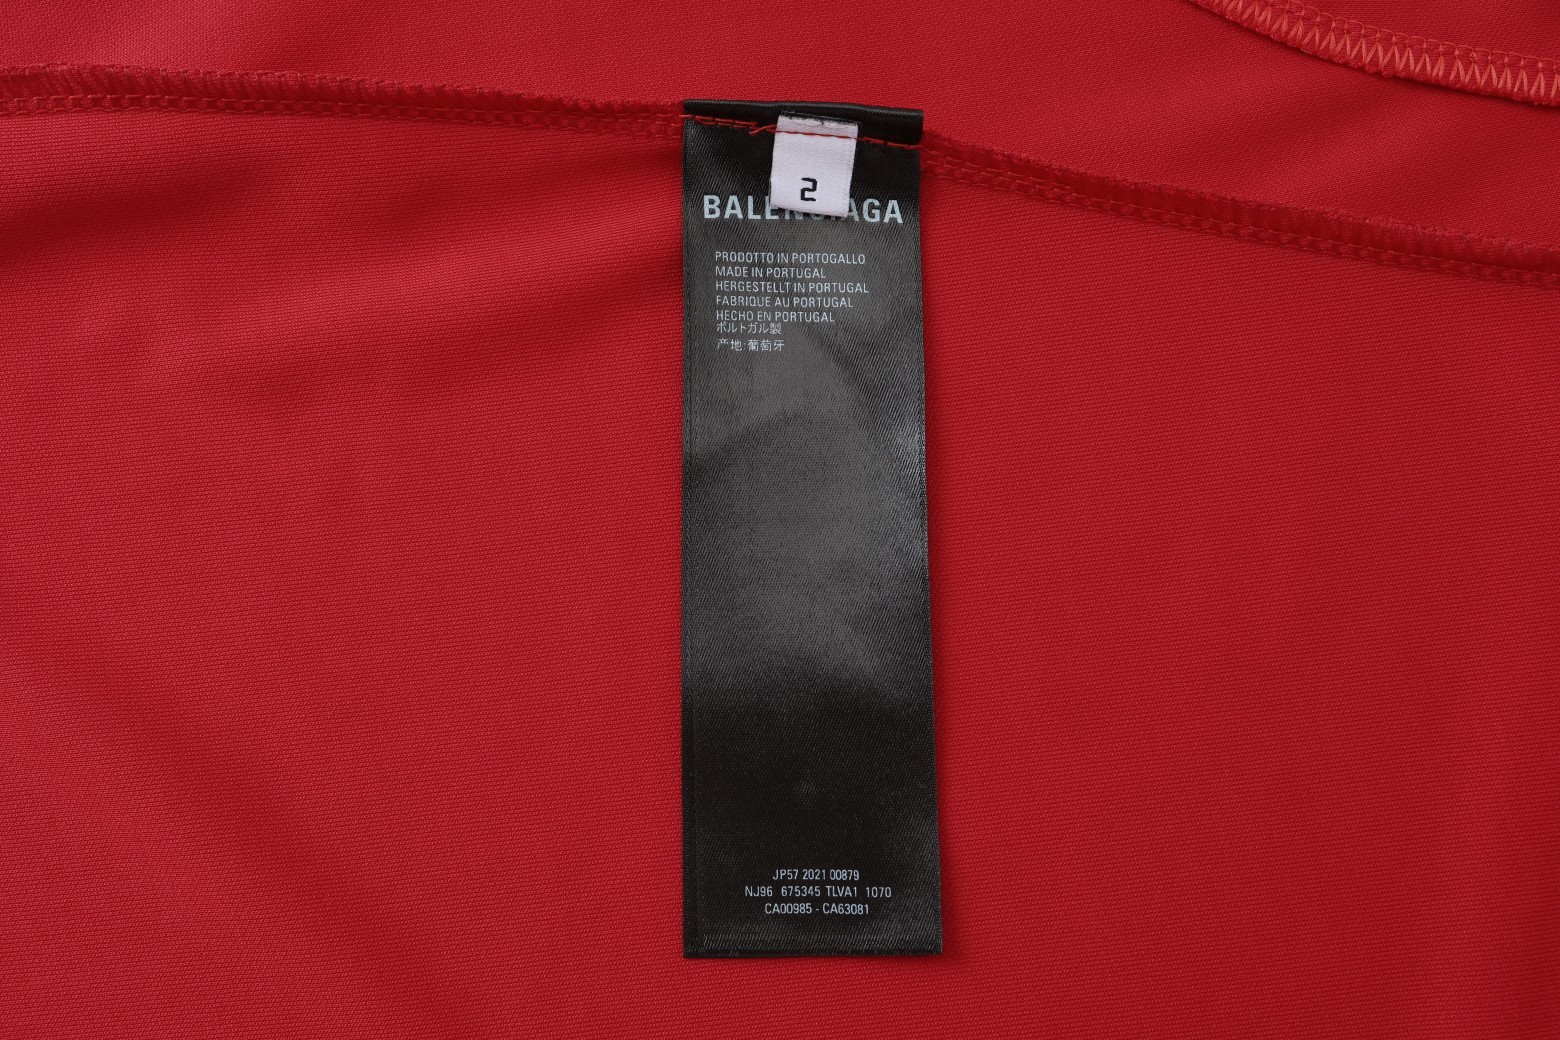 2
BALENCIAGA
PRODOTTO IN PORTOGALLO
MADE IN PORTUGAL
HERGESTELLT IN PORTUGAL
FABRIQUE AU PORTUGAL
HECHO EN PORTUGAL
ポルトガル製
产地:葡萄牙
JP57 2021 00879
NJ96 675345 TLVA1 1070
CA00985 - CA63081